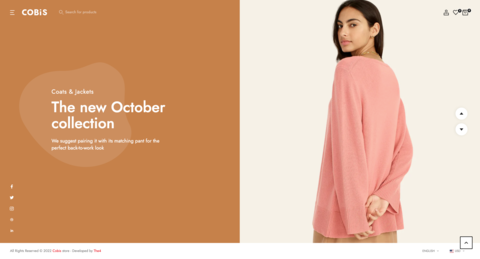 COBIS
Search for products
Coats & Jackets
The new October
collection
We suggest pairing it with its matching pant for the
perfect back-to-work look
All Rights Reserved © 2023 Cobis store - Developed by
ENGLISH